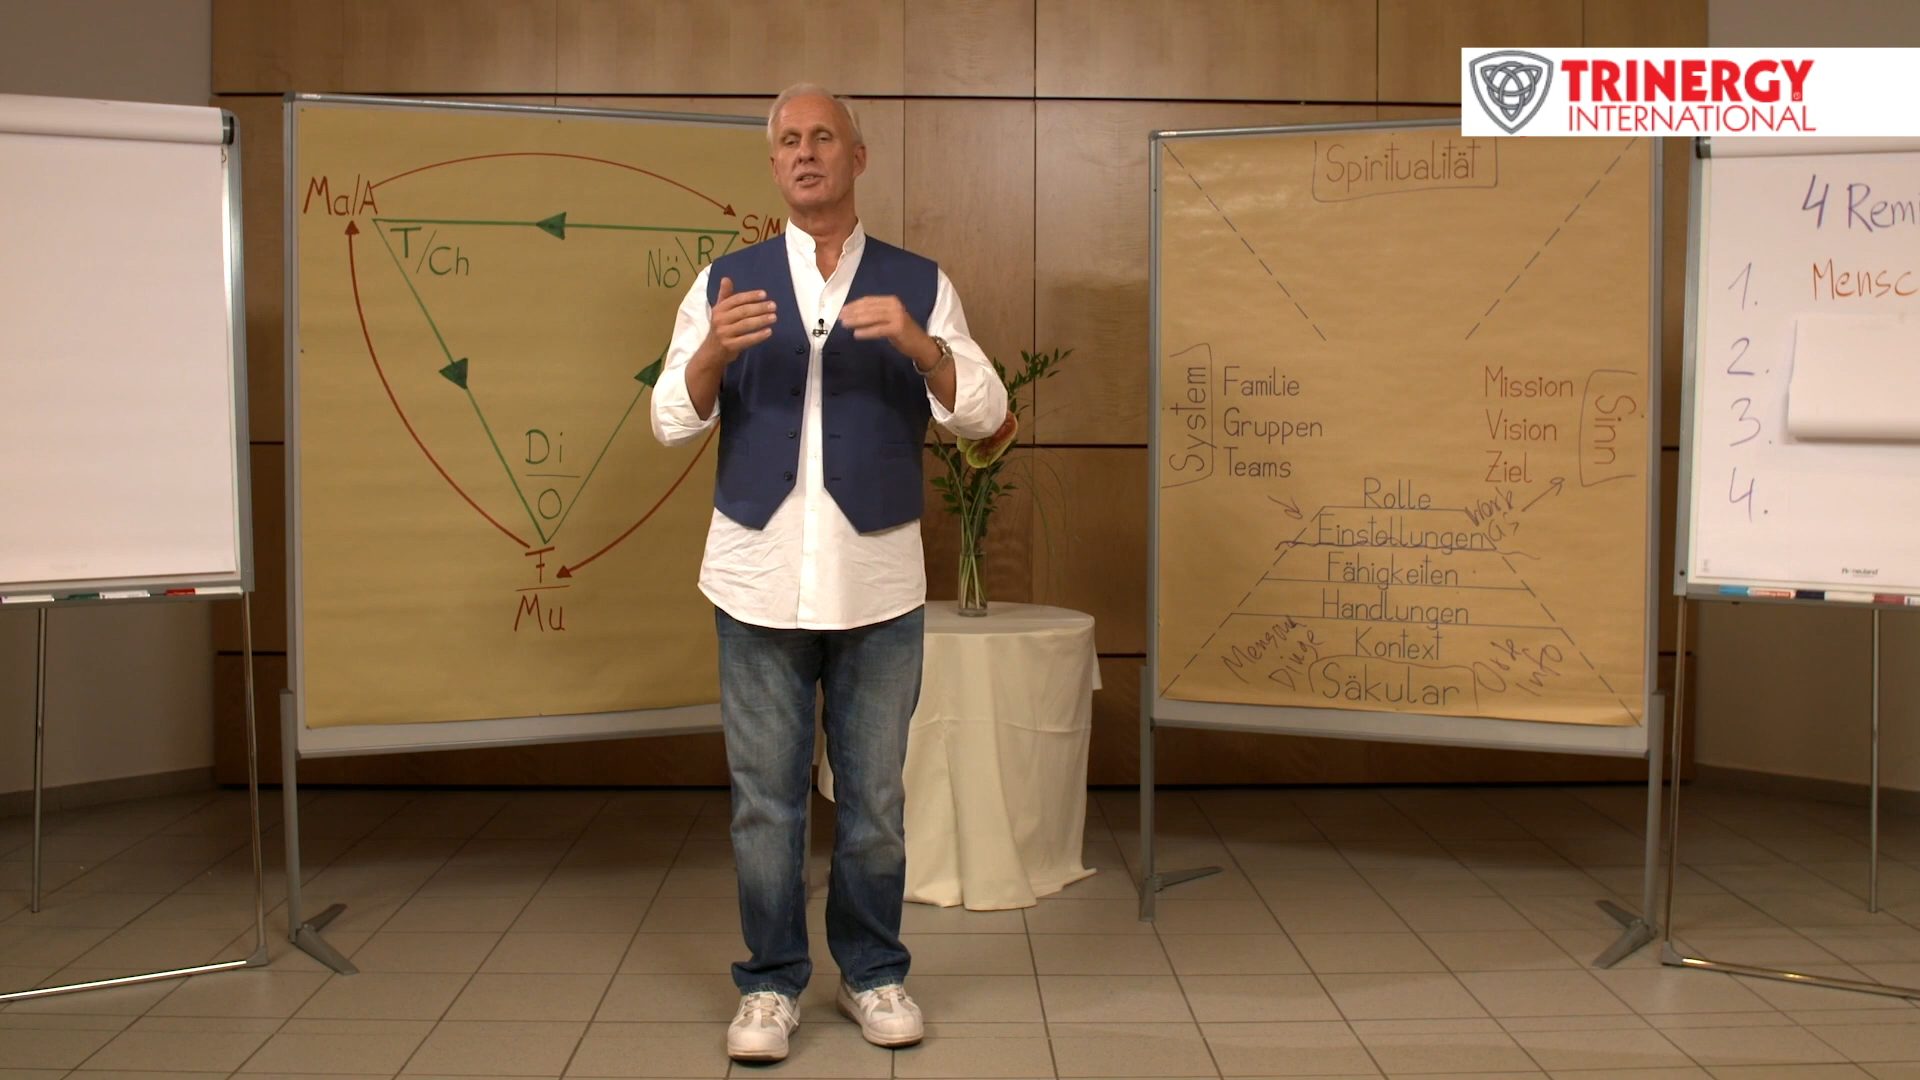 TRINERGY
INTERNATIONAL
Ma/A
S/M
T/Ch
Nö
R
Di
O
T
Mu
Spiritualität
System
Familie
Gruppen
Teams
Mission
Vision
Ziel
Sinn
Rolle
Einstellungen
Fähigkeiten
Handlungen
Kontext
Säkular
Dinge
Info
4 Rem
1. Mensc
2.
3.
4.